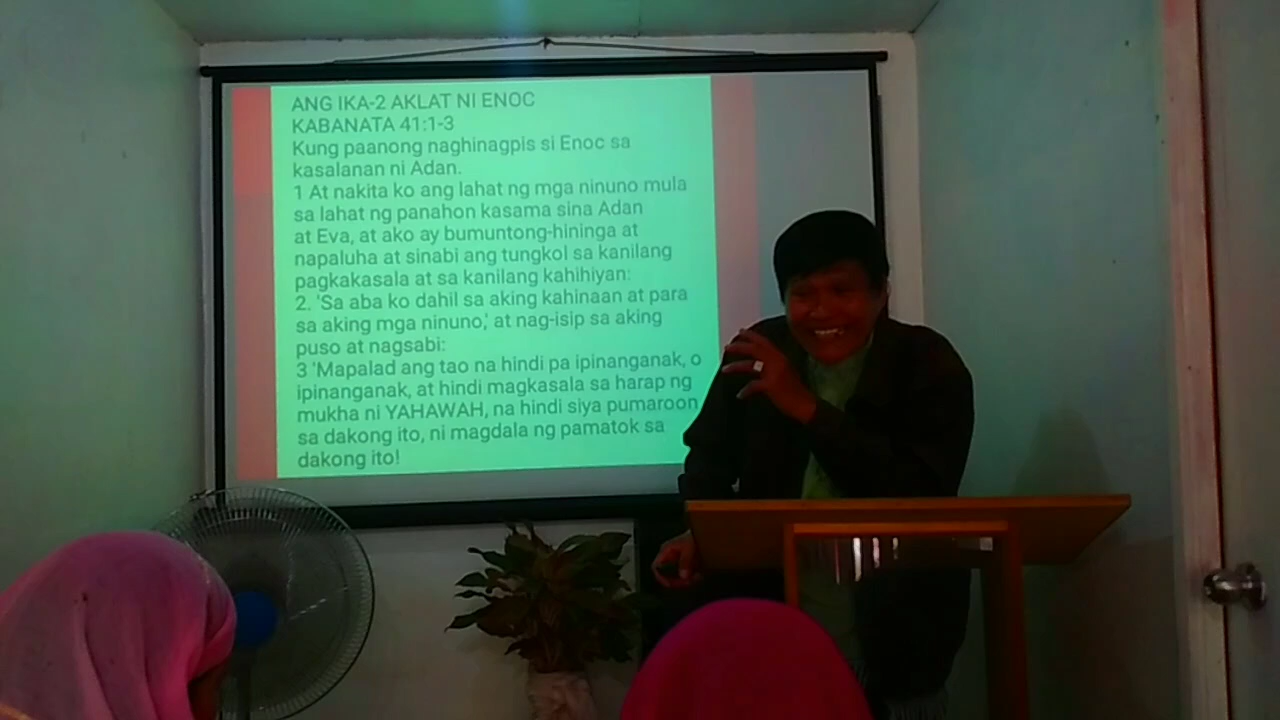 ANG IKA-2 AKLAT NI ENOC
KABANATA 41:1-3
Kung paanong naghinagpis si Enoc sa
kasalanan ni Adan.
1 At nakita ko ang lahat ng mga ninuno mula
sa lahat ng panahon kasama sina Adan
at Eva, at ako ay bumuntong-hininga at
napaluha at sinabi ang tungkol sa kanilang
pagkakasala at sa kanilang kahihiyan:
2. 'Sa aba ko dahil sa aking kahinaan at para
sa aking mga ninuno,' at nag-isip sa aking
puso at nagsabi:
3 'Mapalad ang tao na hindi pa ipinanganak, o
ipinanganak, at hindi magkasala sa harap ng
mukha ni YAHAWAH, na hindi siya pumaroon
sa dakong ito, ni magdala ng pamatok sa
dakong ito!